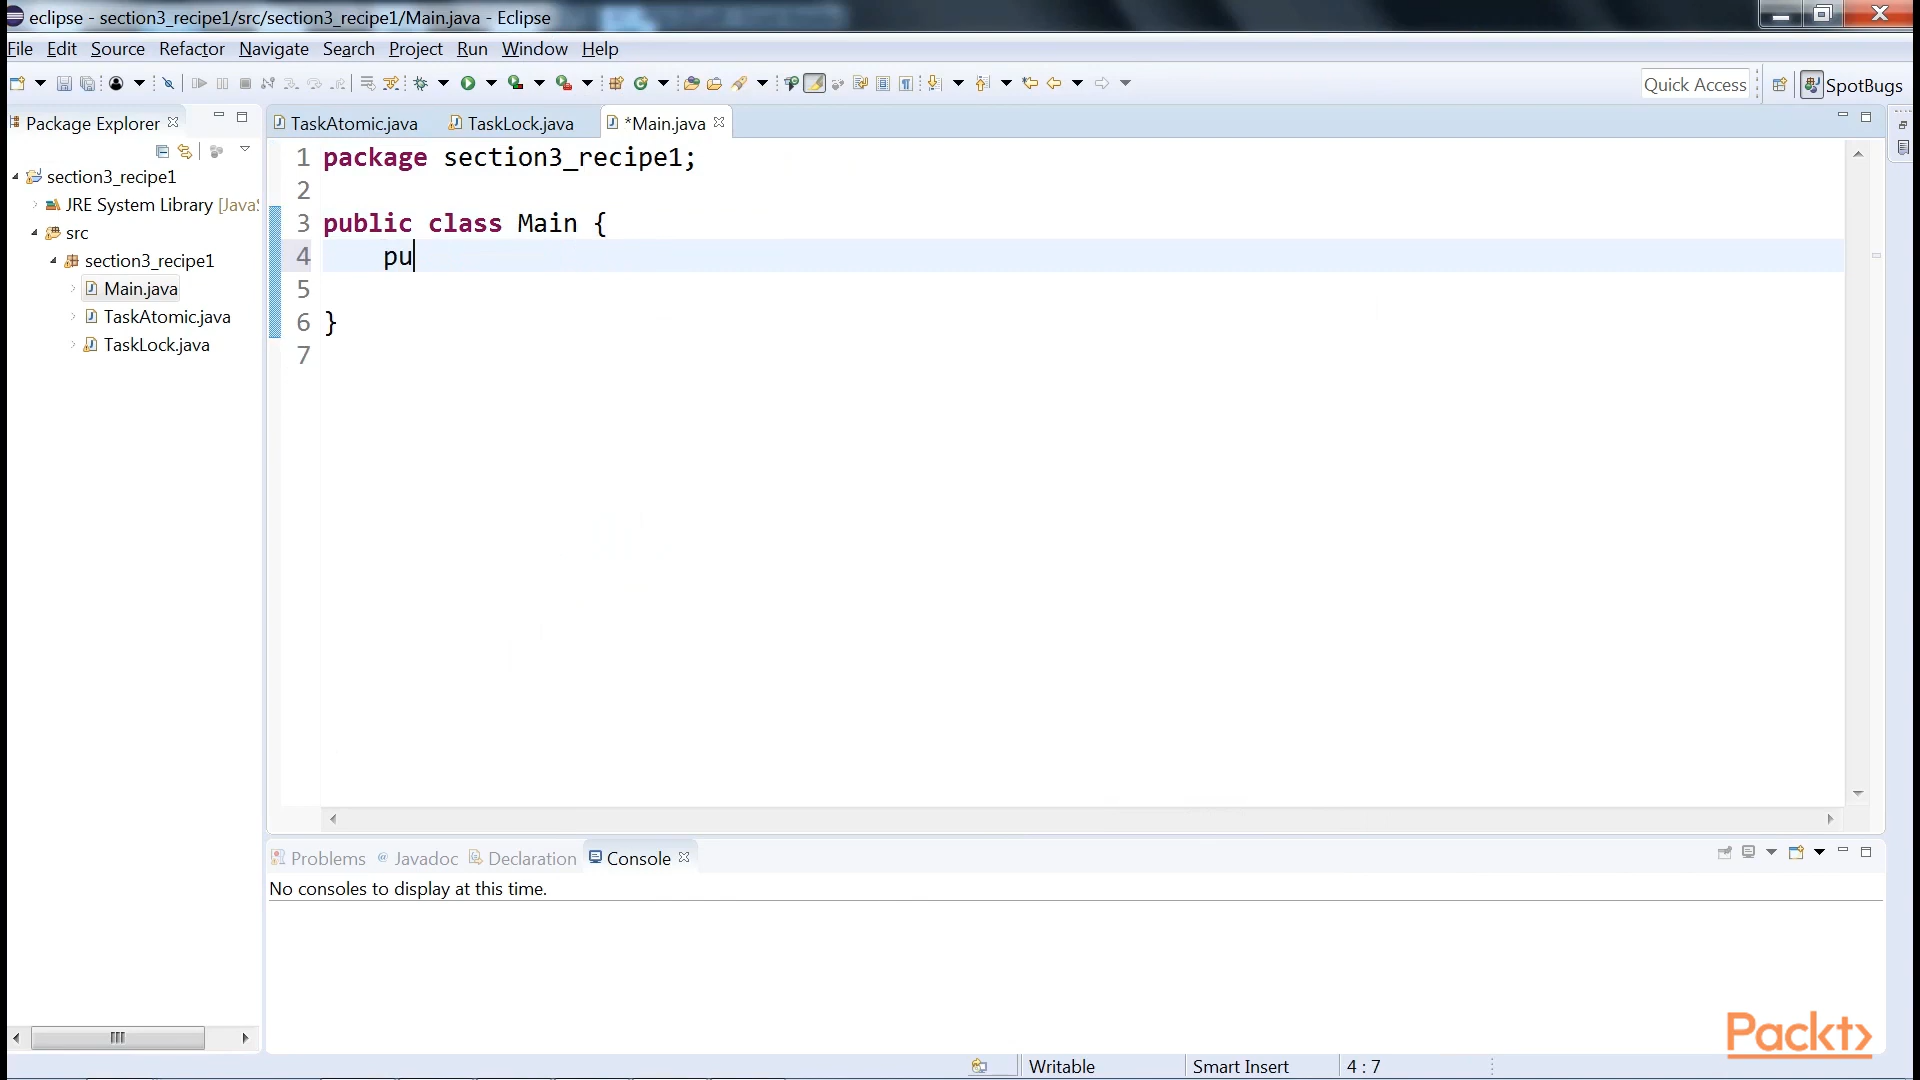 eclipse - section3_recipe1/src/section3_recipe1/Main.java - Eclipse
File Edit Source Refactor Navigate Search Project Run Window Help
Quick Access
SpotBugs
Package Explorer
TaskAtomic.java
TaskLock.java
*Main.java
section3_recipe1
JRE System Library [Java
src
section3_recipe1
Main.java
TaskAtomic.java
TaskLock.java
1 package section3_recipe1;
2
3 public class Main {
4 pu
5
6 }
7
Problems @ Javadoc Declaration Console
No consoles to display at this time.
Packt>
Writable Smart Insert 4 : 7